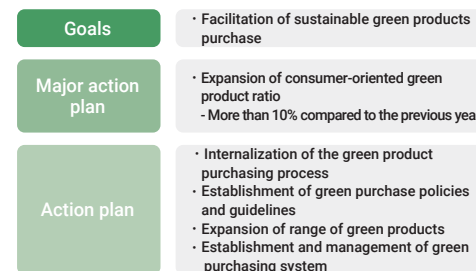 Goals
· Facilitation of sustainable green products
purchase
Major action
plan
· Expansion of consumer-oriented green
product ratio
- More than 10% compared to the previous yea
Action plan
· Internalization of the green product
purchasing process
· Establishment of green purchase policies
and guidelines
· Expansion of range of green products
· Establishment and management of green
purchasing system